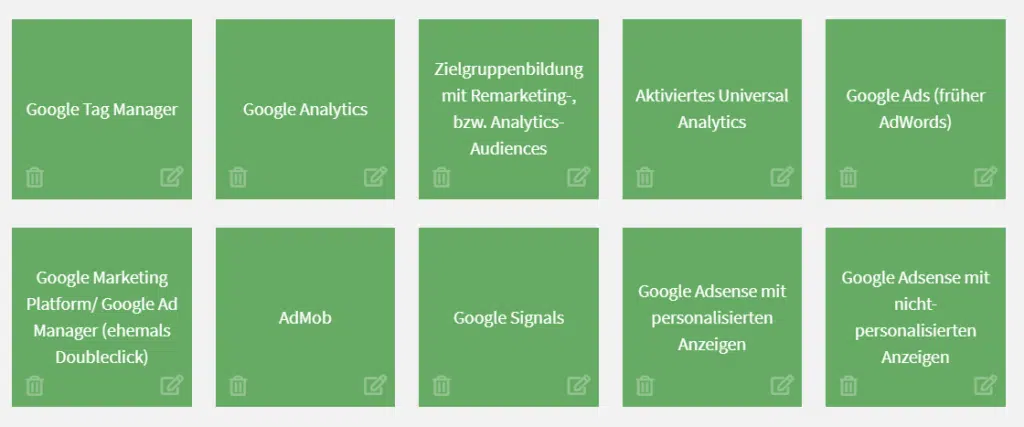 Google Tag Manager
Google Analytics
Zielgruppenbildung
mit Remarketing-,
bzw. Analytics-
Audiences
Aktiviertes Universal
Analytics
Google Ads (früher
AdWords)
Google Marketing
Platform/ Google Ad
Manager (ehemals
Doubleclick)
AdMob
Google Signals
Google Adsense mit
personalisierten
Anzeigen
Google Adsense mit
nicht-
personalisierten
Anzeigen